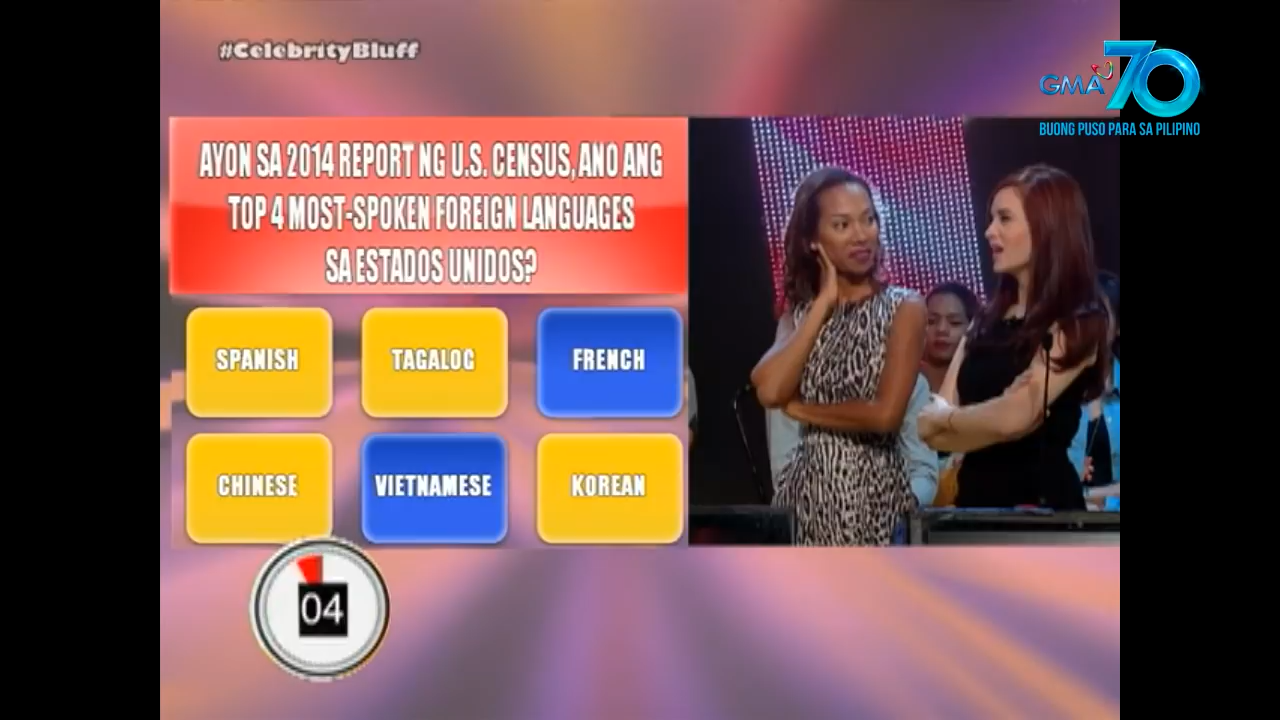 #CelebrityBluff
GMA 70
BUONG PUSO PARA SA PILIPINO
AYON SA 2014 REPORT NG U.S. CENSUS, ANO ANG
TOP 4 MOST-SPOKEN FOREIGN LANGUAGES
SA ESTADOS UNIDOS?
SPANISH
TAGALOG
FRENCH
CHINESE
VIETNAMESE
KOREAN
04